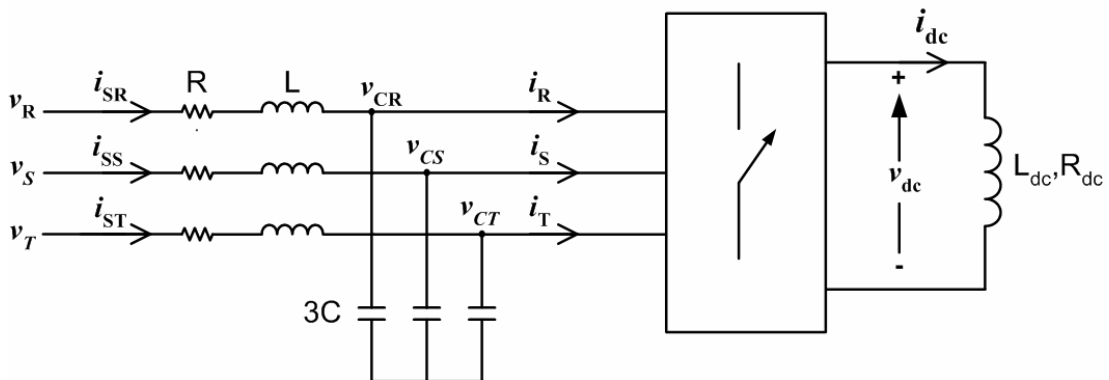 i_dc
i_SR R L v_CR i_R
v_R
+
i_SS v_CS i_S
v_S
v_dc L_dc,R_dc
i_ST v_CT i_T
v_T
-
3C